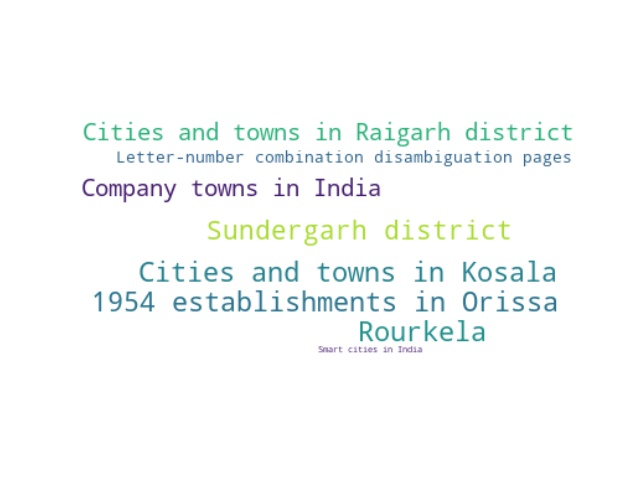 Cities and towns in Raigarh district
Letter-number combination disambiguation pages
Company towns in India
Sundergarh district
Cities and towns in Kosala
1954 establishments in Orissa
Rourkela
Smart cities in India